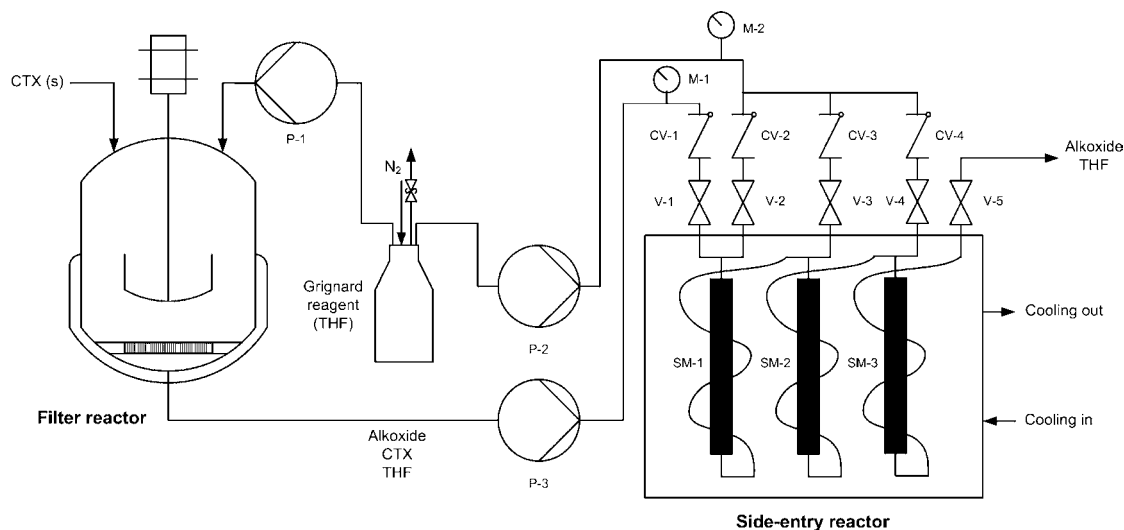 M-2
CTX (s)
M-1
P-1
CV-1
CV-2
CV-3
CV-4
Alkoxide
THF
N2
V-1
V-2
V-3
V-4
V-5
Grignard
reagent
(THF)
P-2
Cooling out
SM-1
SM-2
SM-3
Filter reactor
Cooling in
Alkoxide
CTX
THF
P-3
Side-entry reactor